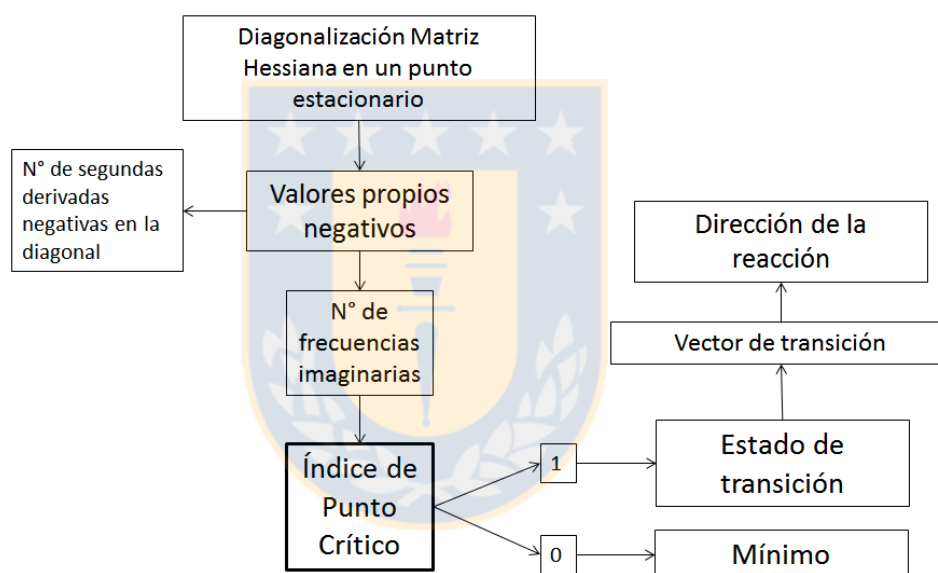 Diagonalización Matriz
Hessiana en un punto
estacionario
N° de segundas
derivadas
negativas en la
diagonal
Valores propios
negativos
Dirección de la
reacción
N° de
frecuencias
imaginarias
Vector de transición
Índice de
Punto
Crítico
1
Estado de
transición
0
Mínimo